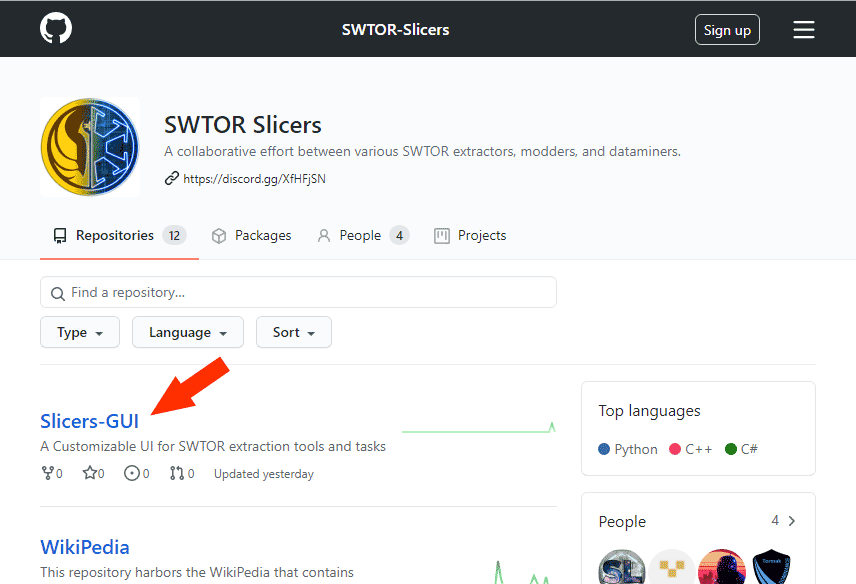 SWTOR-Slicers
Sign up
SWTOR Slicers
A collaborative effort between various SWTOR extractors, modders, and dataminers.
https://discord.gg/XfHFjSN
Repositories 12 Packages People 4 Projects
Find a repository...
Type Language Sort
Slicers-GUI
A Customizable UI for SWTOR extraction tools and tasks
0 0 0 0 Updated yesterday
WikiPedia
This repository harbors the WikiPedia that contains
Top languages
Python C++ C#
People 4